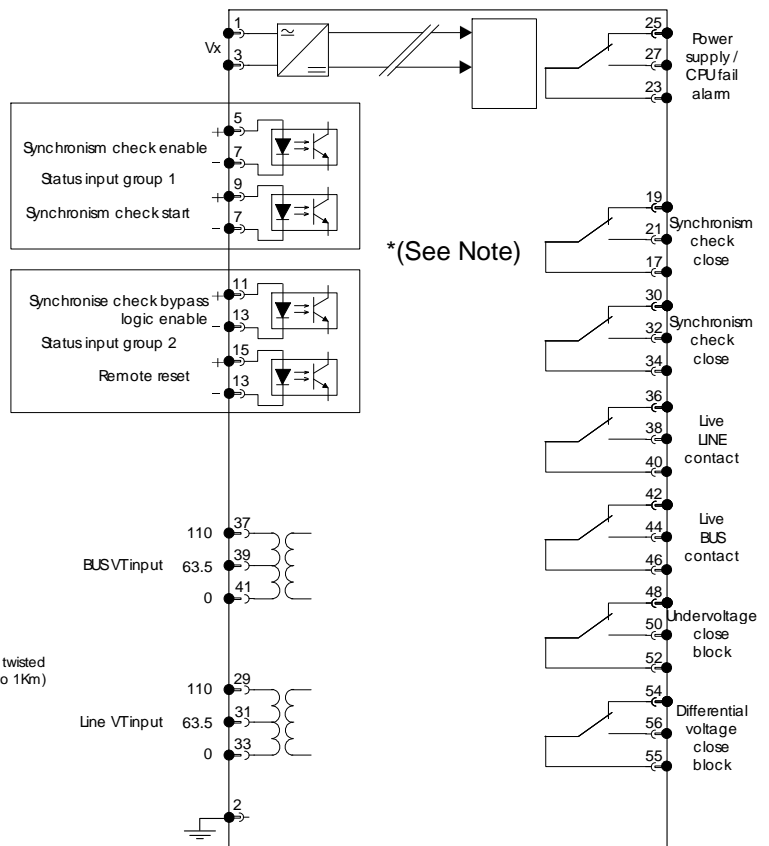 1
Vx
3
5
+
Synchronism check enable
7
–
Status input group 1
9
+
Synchronism check start
7
–
11
+
Synchronise check bypass
logic enable
13
–
Status input group 2
15
+
Remote reset
13
–
37
110
39
BUS VT input 63.5
41
0
twisted
o 1Km)
29
110
31
Line VT input 63.5
33
0
2
*(See Note)
25
27
23
Power
supply /
CPU fail
alarm
19
21
17
Synchronism
check
close
30
32
34
Synchronism
check
close
36
38
40
Live
LINE
contact
42
44
46
Live
BUS
contact
48
50
52
Undervoltage
close
block
54
56
55
Differential
voltage
close
block